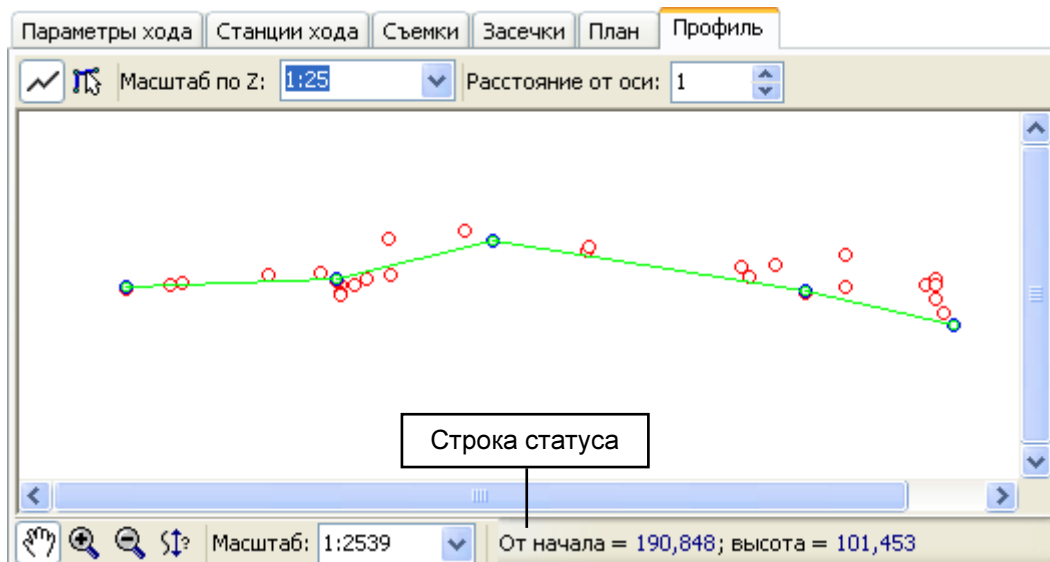 Параметры хода Станции хода Съемки Засечки План Профиль
Масштаб по Z: 1:25 Расстояние от оси: 1
Строка статуса
Масштаб: 1:2539 От начала = 190,848; высота = 101,453